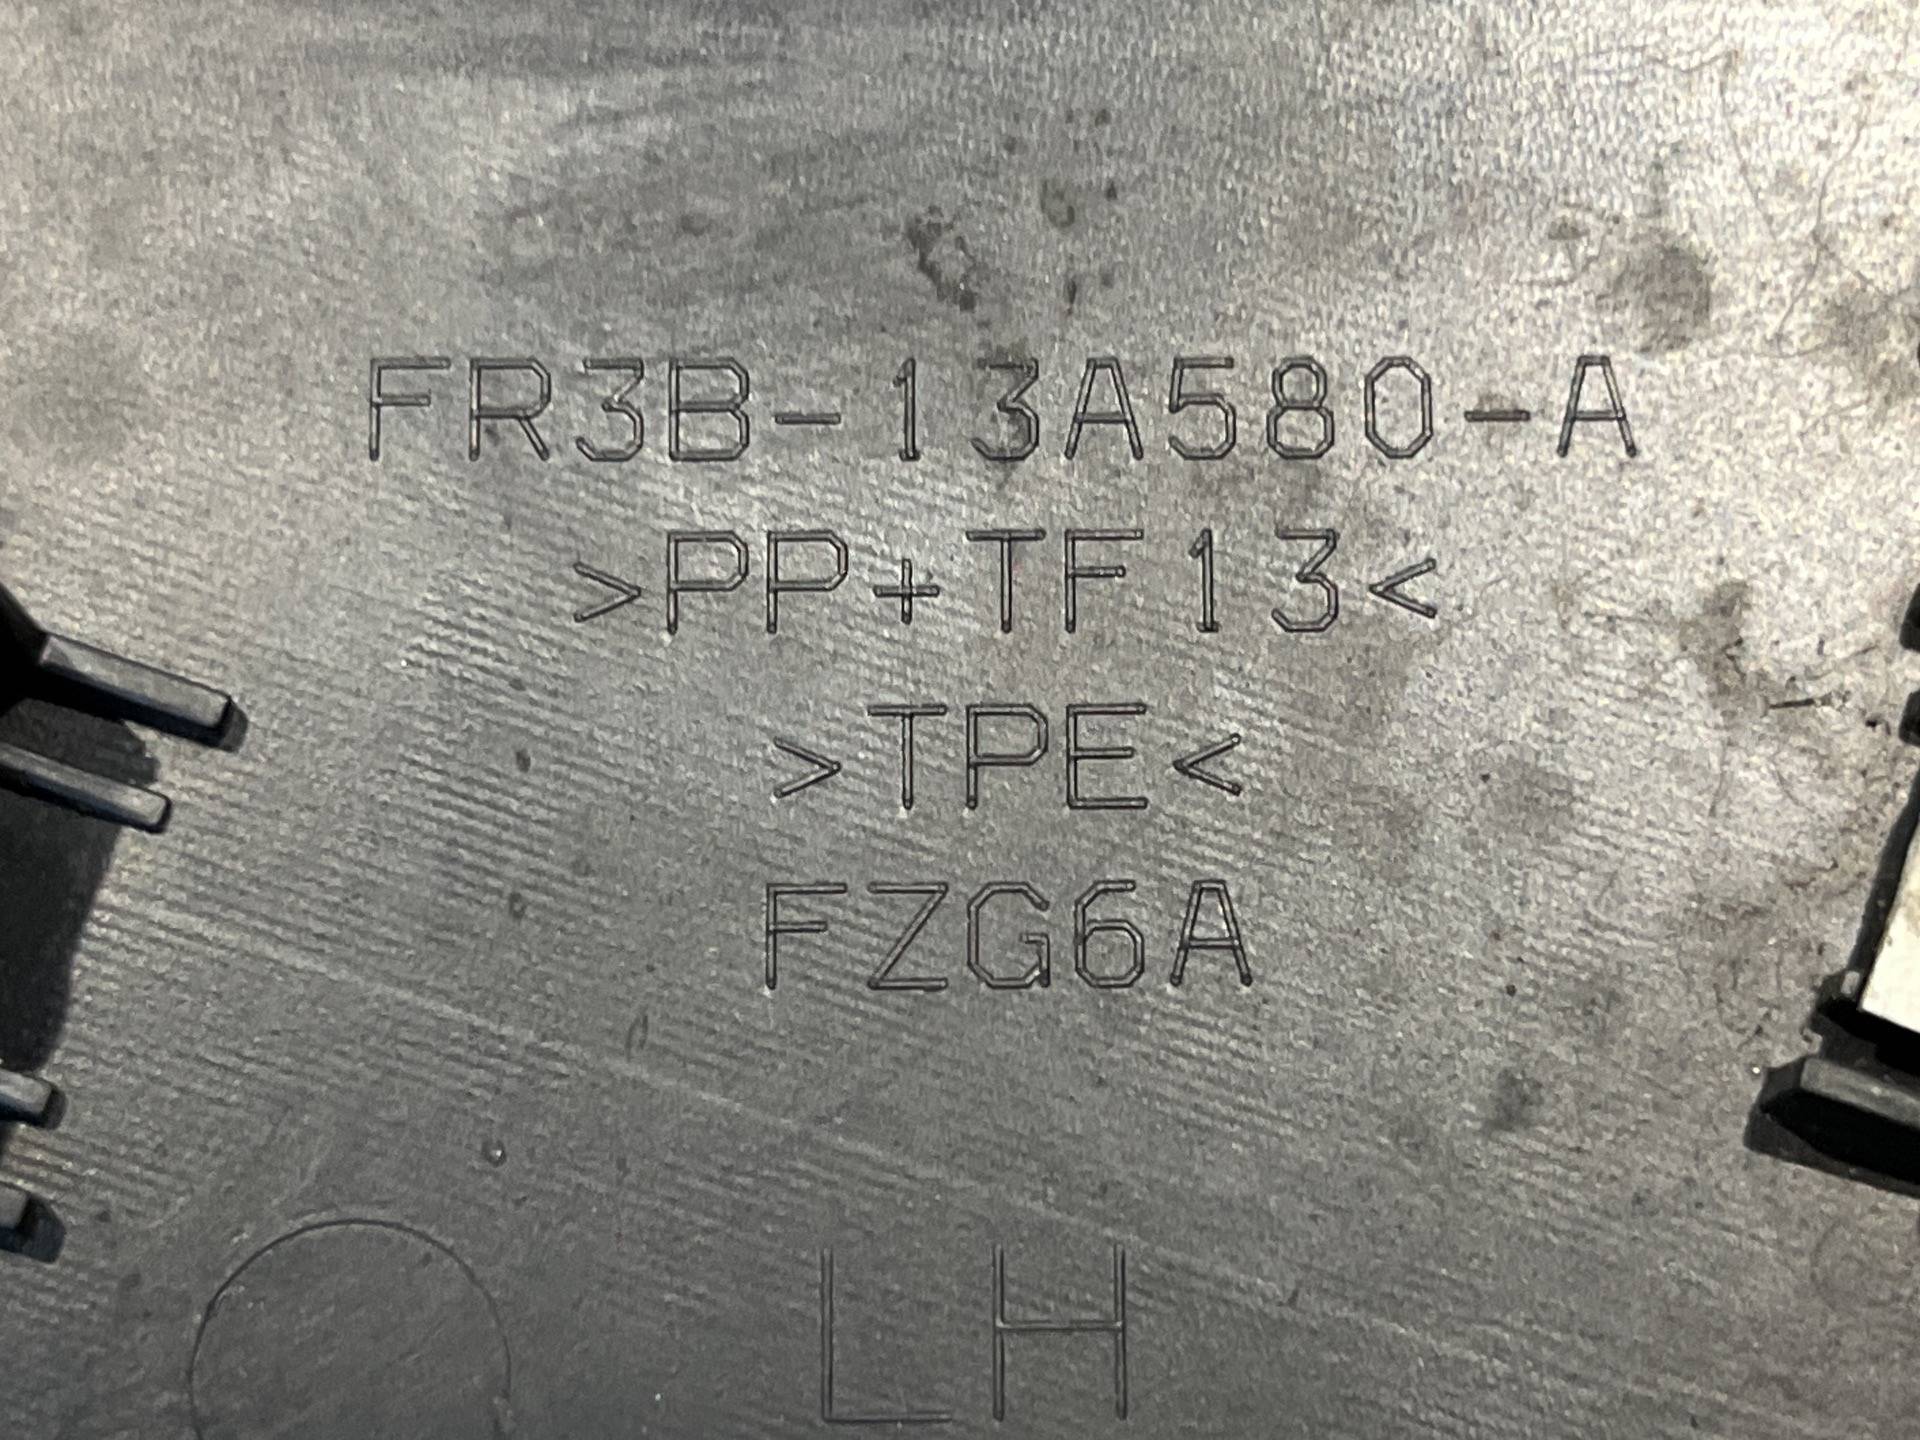 FR3B-13A580-A
>PP+TF13<
>TPE<
FZG6A
LH